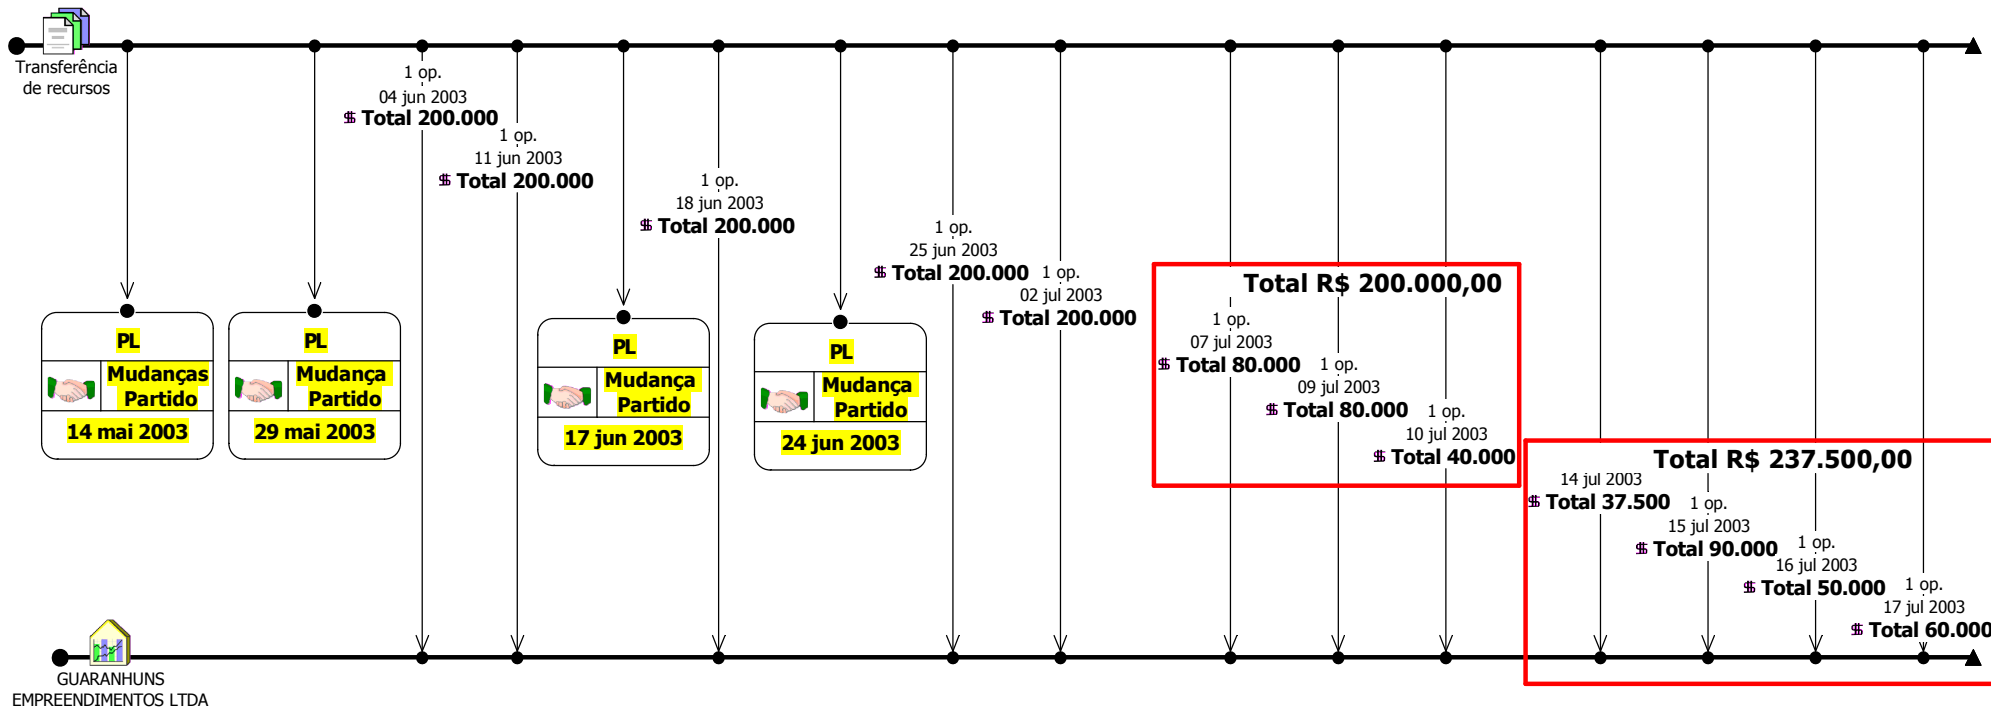 Transferência
de recursos
1 op.
04 jun 2003
$ Total 200.000
1 op.
11 jun 2003
$ Total 200.000
1 op.
18 jun 2003
$ Total 200.000
1 op.
25 jun 2003
$ Total 200.000
1 op.
02 jul 2003
$ Total 200.000
Total R$ 200.000,00
1 op.
07 jul 2003
$ Total 80.000
1 op.
09 jul 2003
$ Total 80.000
1 op.
10 jul 2003
$ Total 40.000
PL
Mudanças
Partido
14 mai 2003
PL
Mudança
Partido
29 mai 2003
PL
Mudança
Partido
17 jun 2003
PL
Mudança
Partido
24 jun 2003
Total R$ 237.500,00
14 jul 2003
$ Total 37.500
1 op.
15 jul 2003
$ Total 90.000
1 op.
16 jul 2003
$ Total 50.000
1 op.
17 jul 2003
$ Total 60.000
GUARANHUNS
EMPREENDIMENTOS LTDA